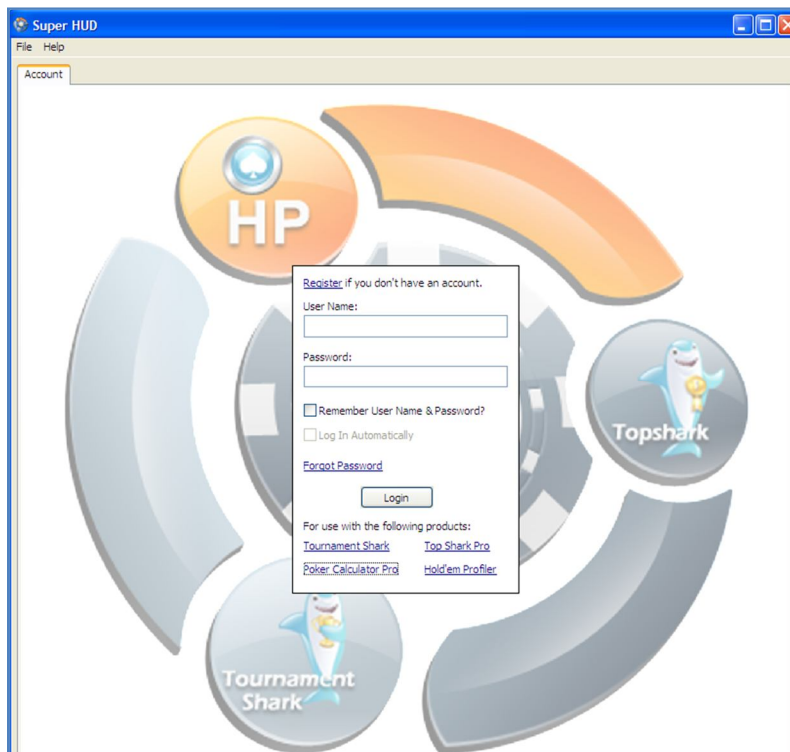 Super HUD
File Help
Account
HP
Register if you don't have an account.
User Name:
Password:
Topshark
Remember User Name & Password?
Log In Automatically
Forgot Password
Login
For use with the following products:
Tournament Shark Top Shark Pro
Poker Calculator Pro Hold'em Profiler
Tournament
Shark